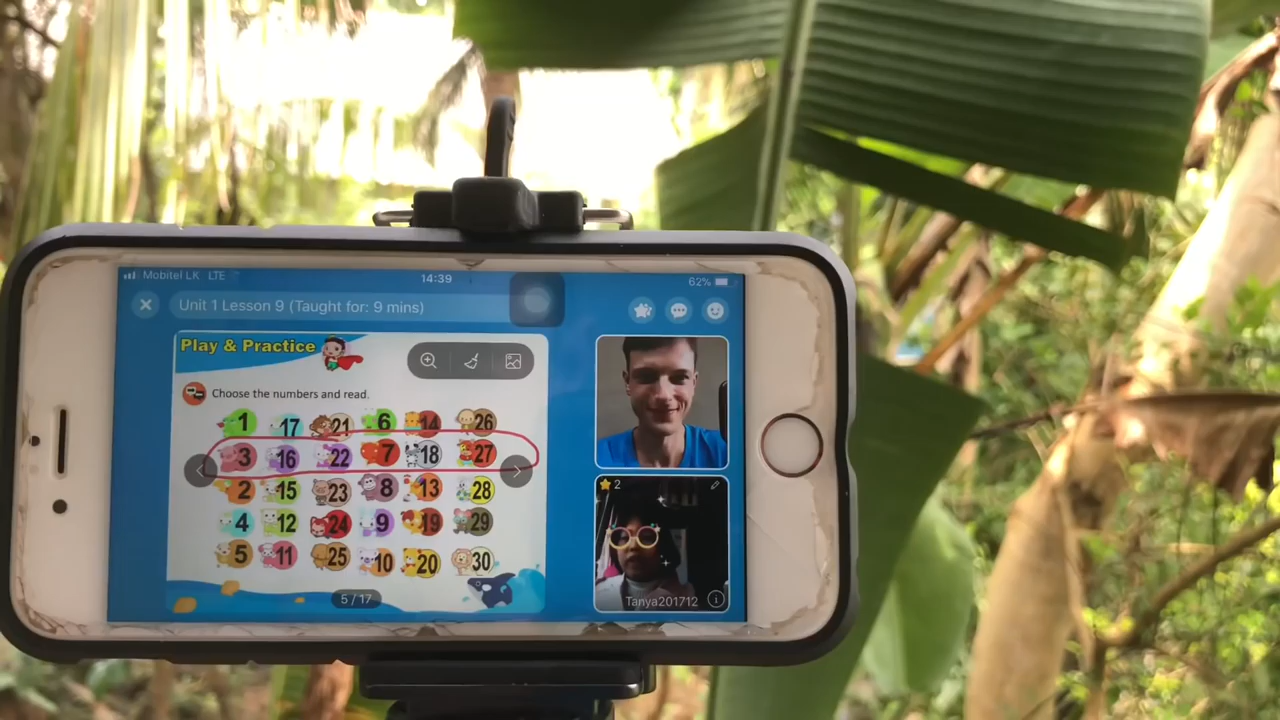 Mobitel LK LTE 14:39 62%
Unit 1 Lesson 9 (Taught for: 9 mins)
Play & Practice
Choose the numbers and read.
1 17 21 6 14 26
3 16 22 7 18 27
2 15 23 8 13 28
4 12 24 9 19 29
5 11 25 10 20 30
5 / 17
2
Tanya201712